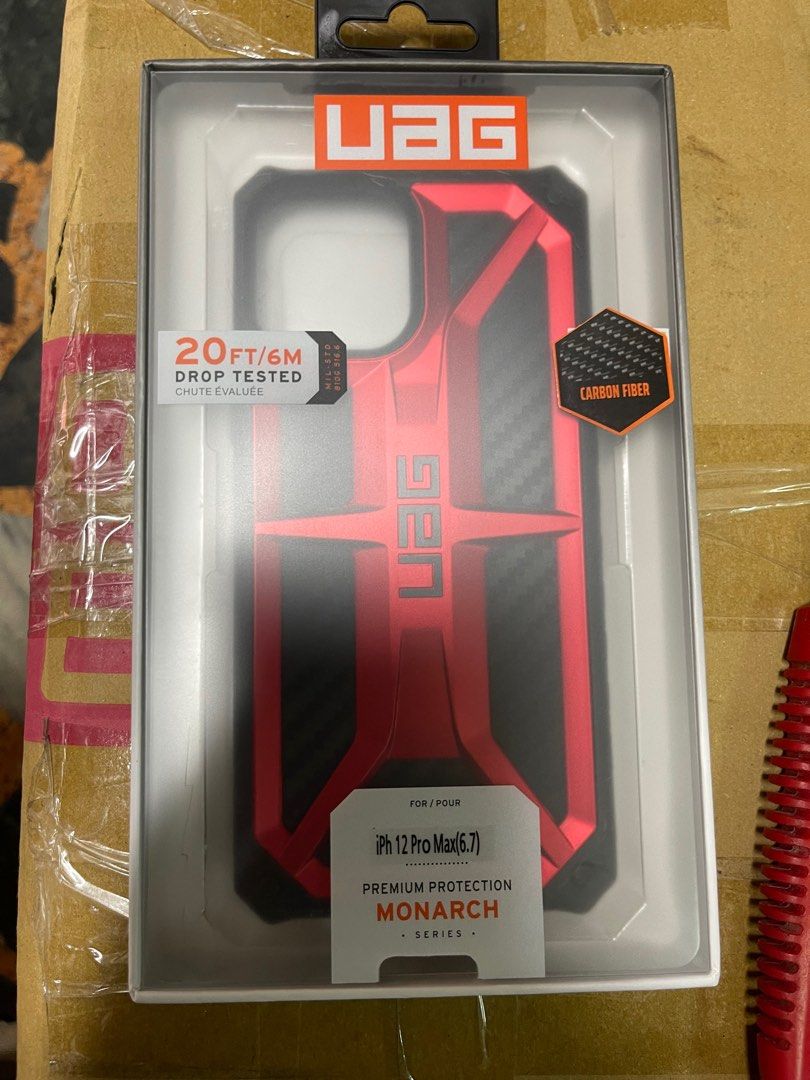 UAG
20FT/6M
DROP TESTED
CHUTE ÉVALUÉE
MIL-STD
810G 516.6
CARBON FIBER
UAG
FOR / POUR
iPh 12 Pro Max(6.7)
PREMIUM PROTECTION
MONARCH
• SERIES •